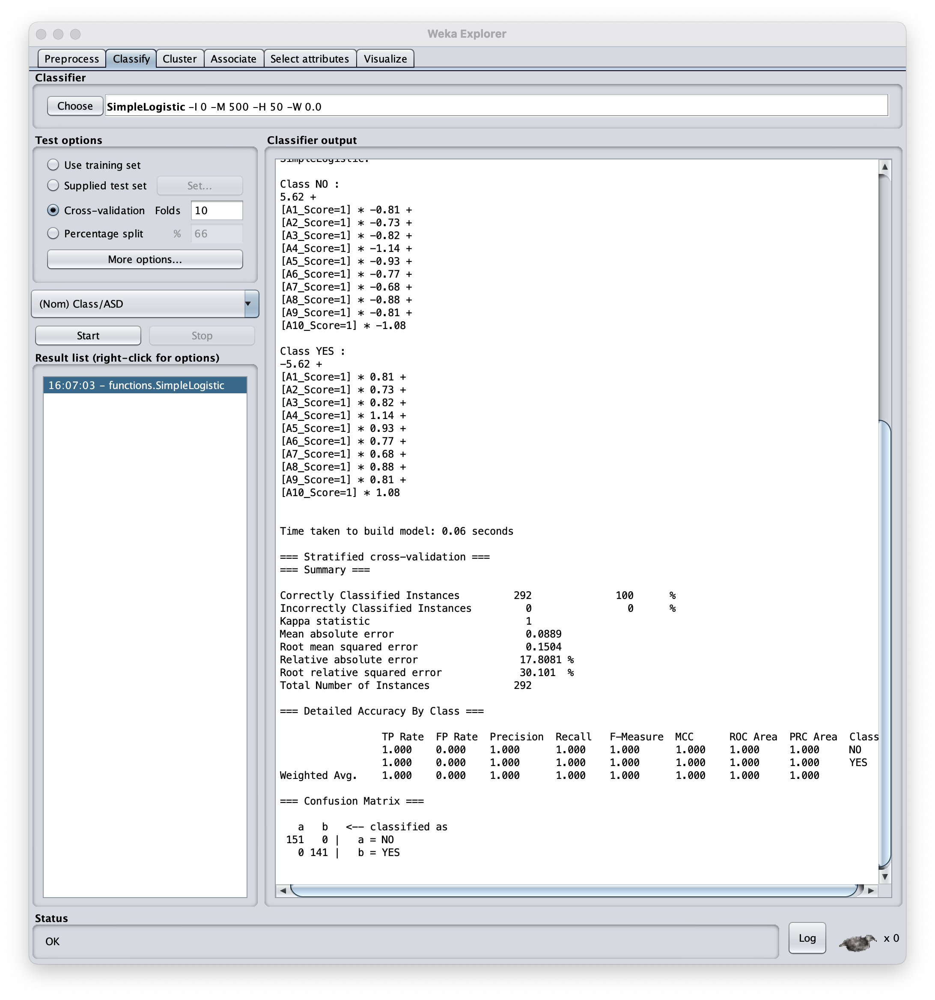 Weka Explorer
Preprocess Classify Cluster Associate Select attributes Visualize
Classifier
Choose SimpleLogistic -I 0 -M 500 -H 50 -W 0.0
Test options
Use training set
Supplied test set Set...
Cross-validation Folds 10
Percentage split % 66
More options...
(Nom) Class/ASD
Start Stop
Result list (right-click for options)
16:07:03 - functions.SimpleLogistic
Classifier output
SimpleLogistic:
Class NO :
5.62 +
[A1_Score=1] * -0.81 +
[A2_Score=1] * -0.73 +
[A3_Score=1] * -0.82 +
[A4_Score=1] * -1.14 +
[A5_Score=1] * -0.93 +
[A6_Score=1] * -0.77 +
[A7_Score=1] * -0.68 +
[A8_Score=1] * -0.88 +
[A9_Score=1] * -0.81 +
[A10_Score=1] * -1.08
Class YES :
-5.62 +
[A1_Score=1] * 0.81 +
[A2_Score=1] * 0.73 +
[A3_Score=1] * 0.82 +
[A4_Score=1] * 1.14 +
[A5_Score=1] * 0.93 +
[A6_Score=1] * 0.77 +
[A7_Score=1] * 0.68 +
[A8_Score=1] * 0.88 +
[A9_Score=1] * 0.81 +
[A10_Score=1] * 1.08
Time taken to build model: 0.06 seconds
=== Stratified cross-validation ===
=== Summary ===
Correctly Classified Instances 292 100 %
Incorrectly Classified Instances 0 0 %
Kappa statistic 1
Mean absolute error 0.0889
Root mean squared error 0.1504
Relative absolute error 17.8081 %
Root relative squared error 30.101 %
Total Number of Instances 292
=== Detailed Accuracy By Class ===
TP Rate FP Rate Precision Recall F-Measure MCC ROC Area PRC Area Class
1.000 0.000 1.000 1.000 1.000 1.000 1.000 1.000 NO
1.000 0.000 1.000 1.000 1.000 1.000 1.000 1.000 YES
Weighted Avg. 1.000 0.000 1.000 1.000 1.000 1.000 1.000 1.000
=== Confusion Matrix ===
a b <-- classified as
151 0 | a = NO
0 141 | b = YES
Status
OK
Log x 0